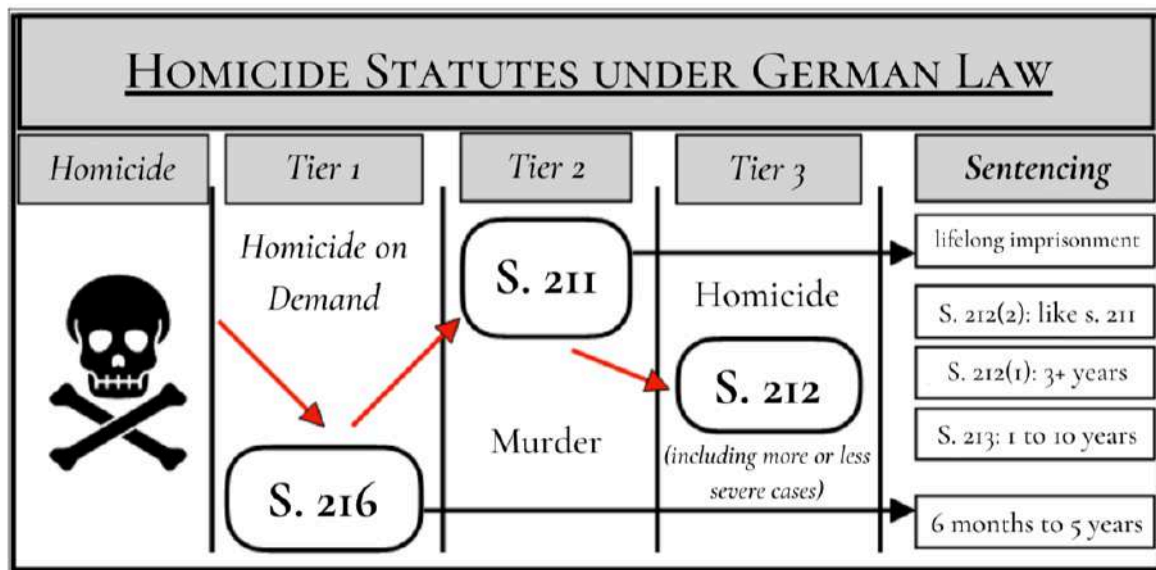 Homicide Statutes under German Law
Homicide
Tier 1
Tier 2
Tier 3
Sentencing
Homicide on
Demand
S. 216
S. 211
Murder
Homicide
S. 212
(including more or less
severe cases)
lifelong imprisonment
S. 212(2): like s. 211
S. 212(1): 3+ years
S. 213: 1 to 10 years
6 months to 5 years